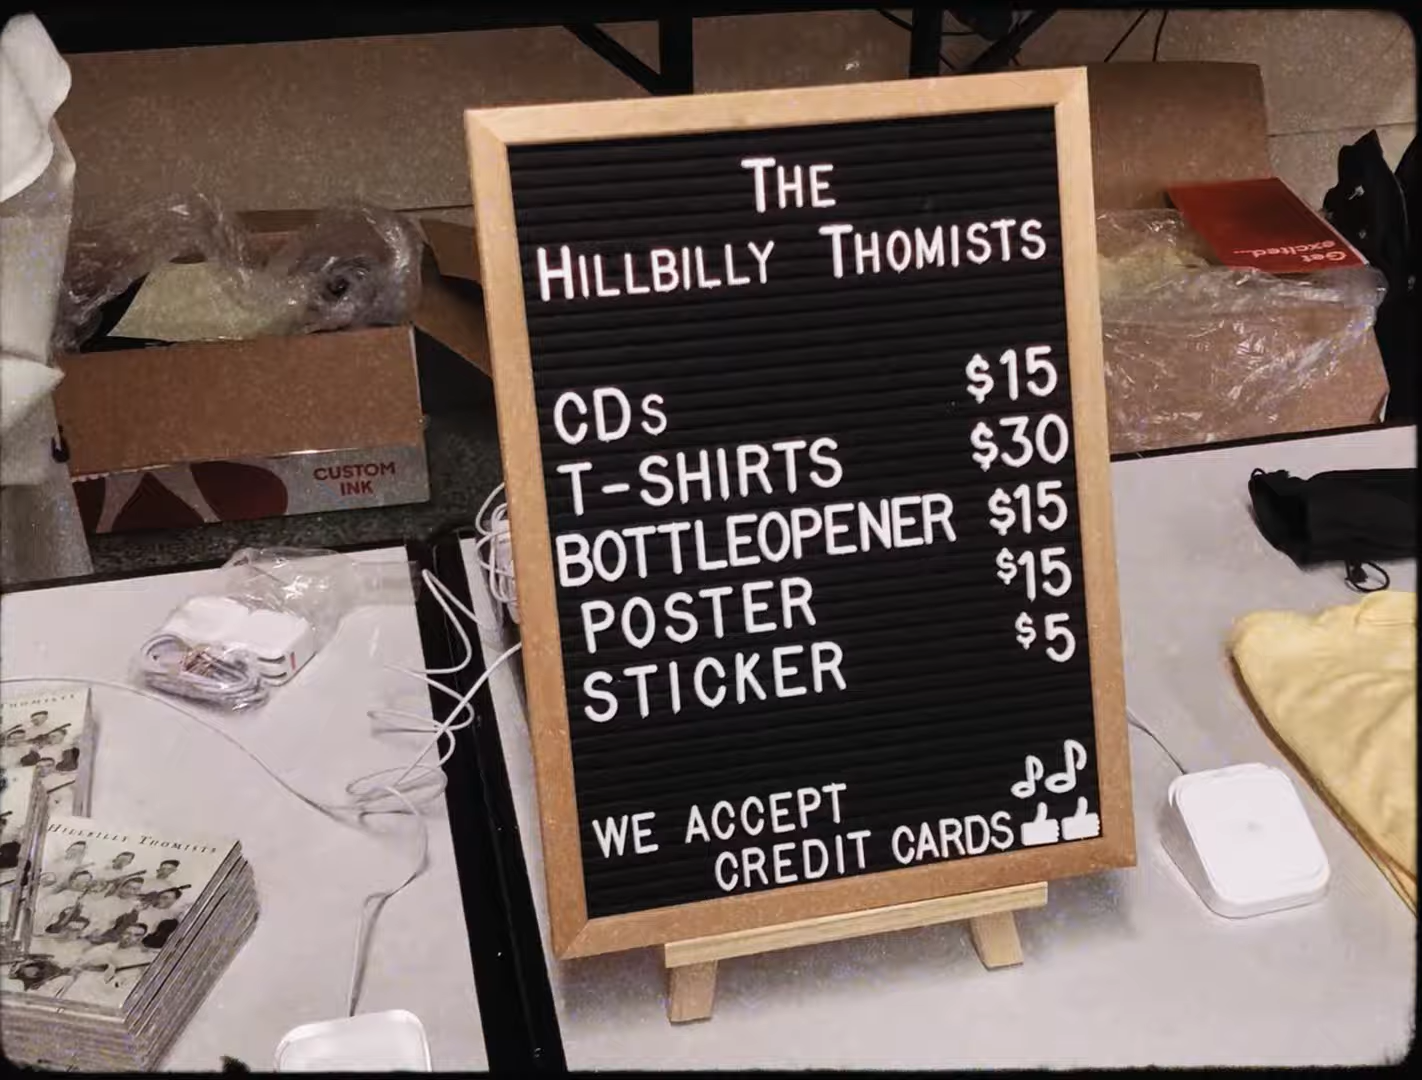 THE
HILLBILLY THOMISTS
CDs $15
T-SHIRTS $30
BOTTLEOPENER $15
POSTER $15
STICKER $5
WE ACCEPT
CREDIT CARDS
CUSTOM
INK
Get
excited...
THOMISTS
HILLBILLY THOMISTS